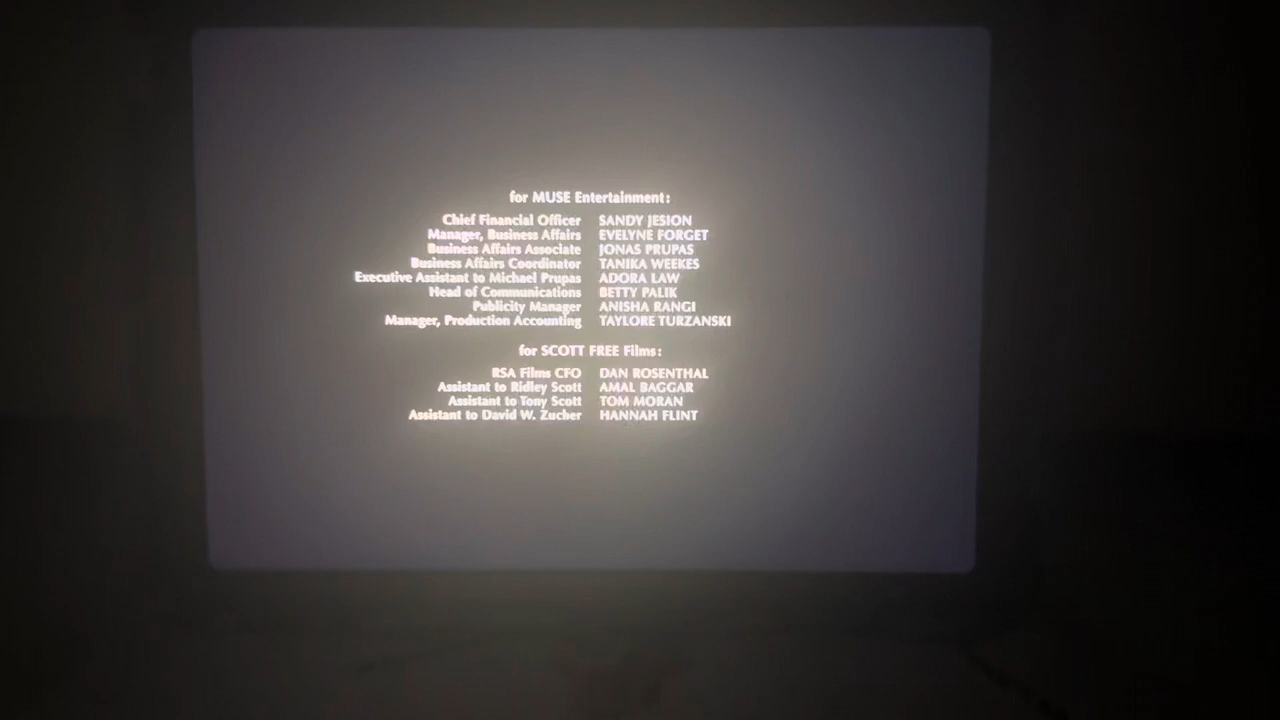 for MUSE Entertainment:
Chief Financial Officer SANDY JESION
Manager, Business Affairs EVELYNE FORGET
Business Affairs Associate JONAS PRUPAS
Business Affairs Coordinator TANIKA WEEKES
Executive Assistant to Michael Prupas ADORA LAW
Head of Communications BETTY PALIK
Publicity Manager ANISHA RANGI
Manager, Production Accounting TAYLORE TURZANSKI
for SCOTT FREE Films:
RSA Films CFO DAN ROSENTHAL
Assistant to Ridley Scott AMAL BAGGAR
Assistant to Tony Scott TOM MORAN
Assistant to David W. Zucher HANNAH FLINT